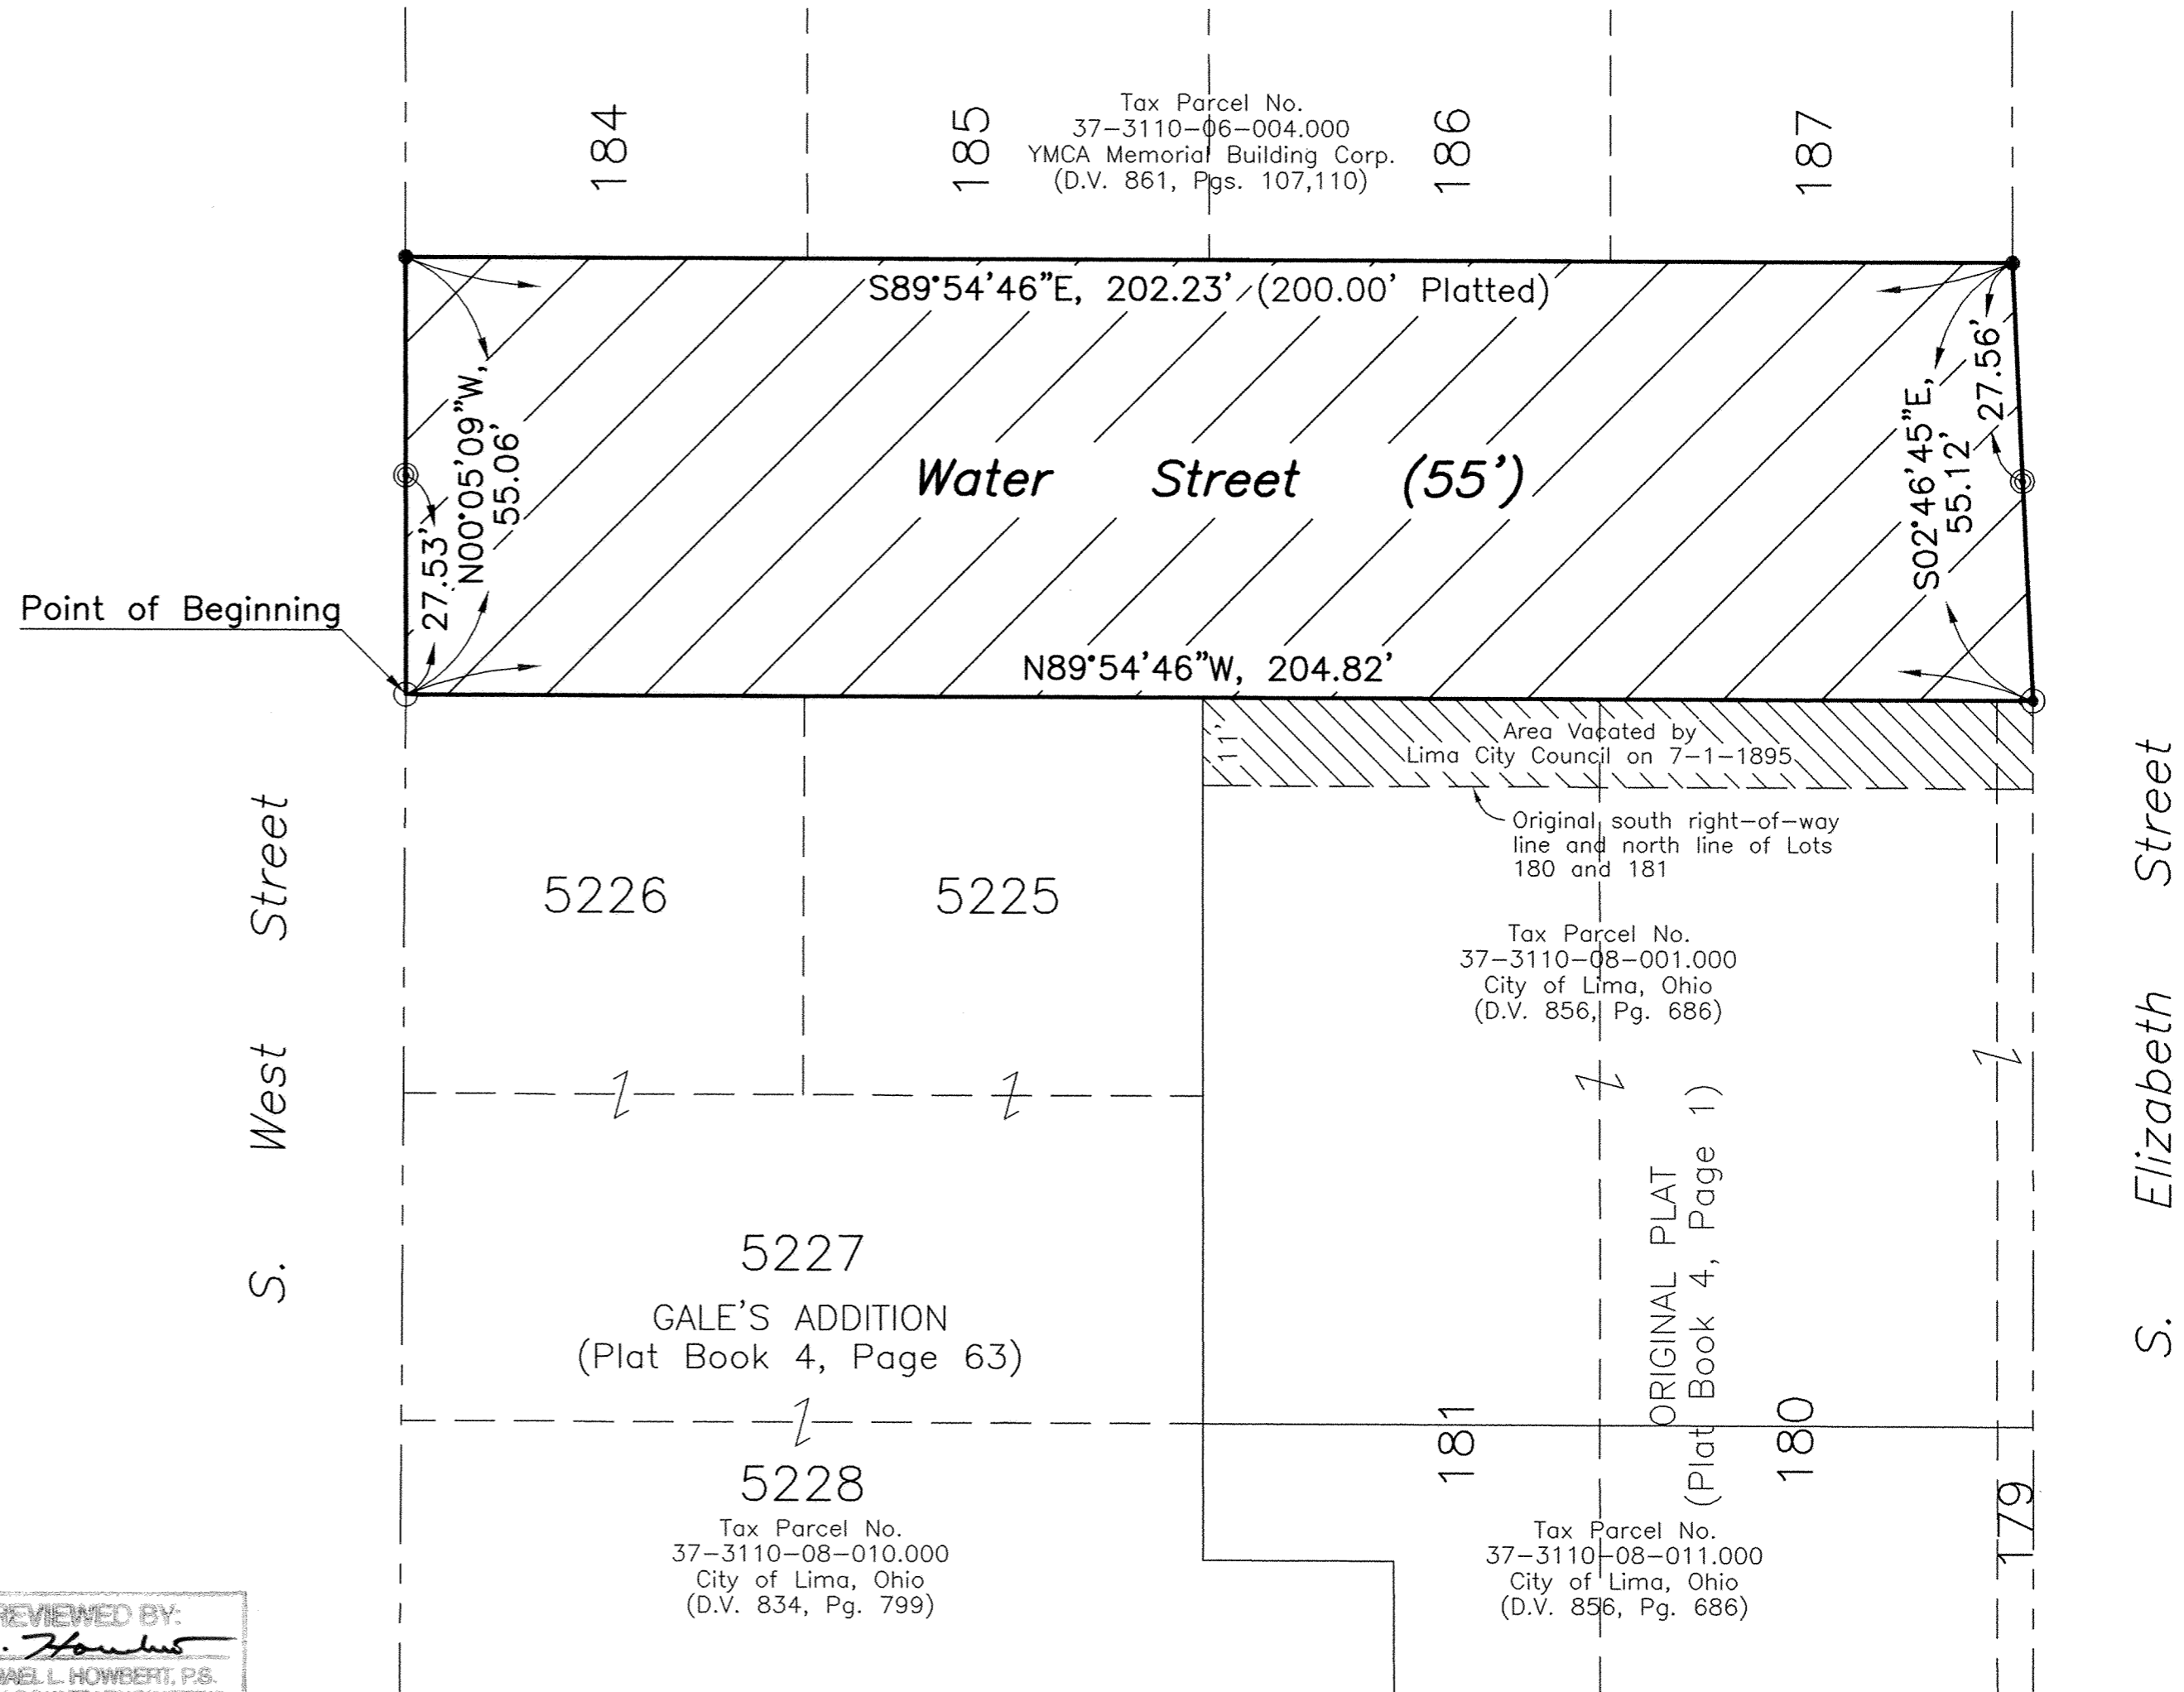 184
185
186
187
Tax Parcel No.
37-3110-06-004.000
YMCA Memorial Building Corp.
(D.V. 861, Pgs. 107,110)
S89°54'46"E, 202.23' (200.00' Platted)
N00°05'09"W,
55.06'
27.53'
Water Street (55')
S02°46'45"E,
55.12'
27.56'
Point of Beginning
N89°54'46"W, 204.82'
11'
Area Vacated by
Lima City Council on 7-1-1895
Original south right-of-way
line and north line of Lots
180 and 181
S. West Street
5226
5225
Tax Parcel No.
37-3110-08-001.000
City of Lima, Ohio
(D.V. 856, Pg. 686)
S. Elizabeth Street
5227
GALE'S ADDITION
(Plat Book 4, Page 63)
ORIGINAL PLAT
(Plat Book 4, Page 1)
181
180
179
5228
Tax Parcel No.
37-3110-08-010.000
City of Lima, Ohio
(D.V. 834, Pg. 799)
Tax Parcel No.
37-3110-08-011.000
City of Lima, Ohio
(D.V. 856, Pg. 686)
REVIEWED BY:
L. HOWBERT, P.S.